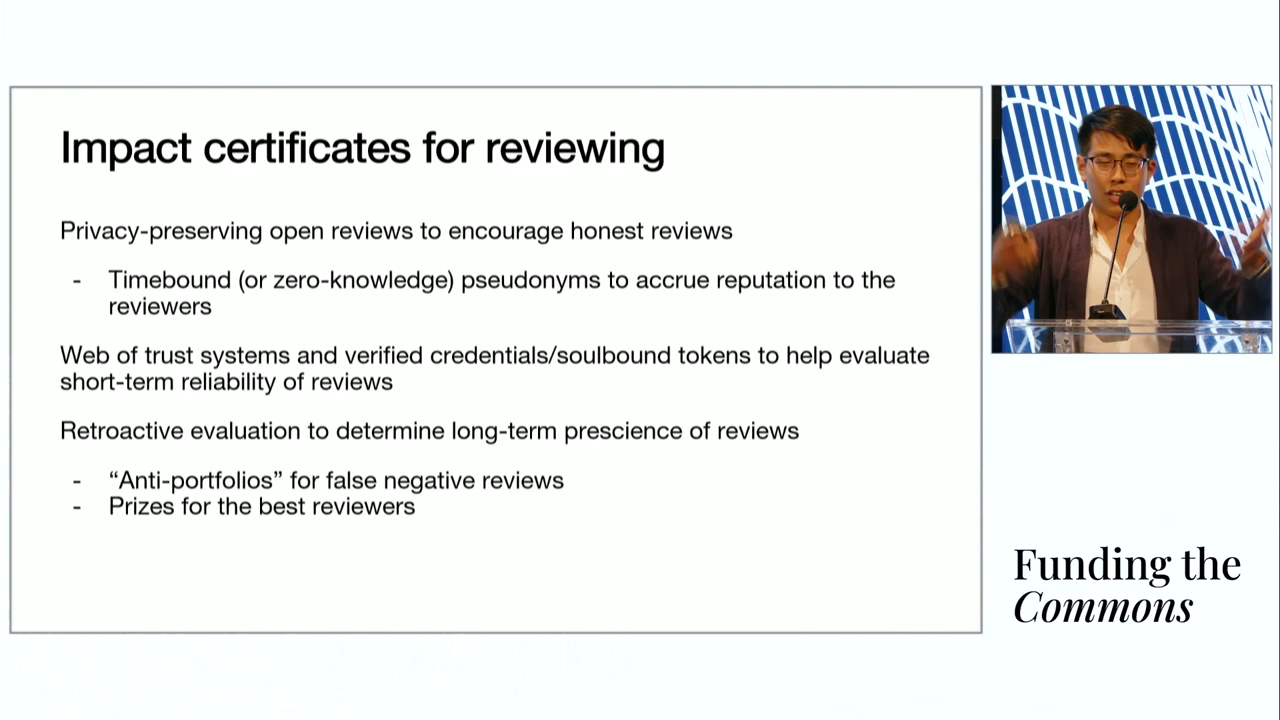 Impact certificates for reviewing
Privacy-preserving open reviews to encourage honest reviews
- Timebound (or zero-knowledge) pseudonyms to accrue reputation to the
reviewers
Web of trust systems and verified credentials/soulbound tokens to help evaluate
short-term reliability of reviews
Retroactive evaluation to determine long-term prescience of reviews
- “Anti-portfolios” for false negative reviews
- Prizes for the best reviewers
Funding the
Commons